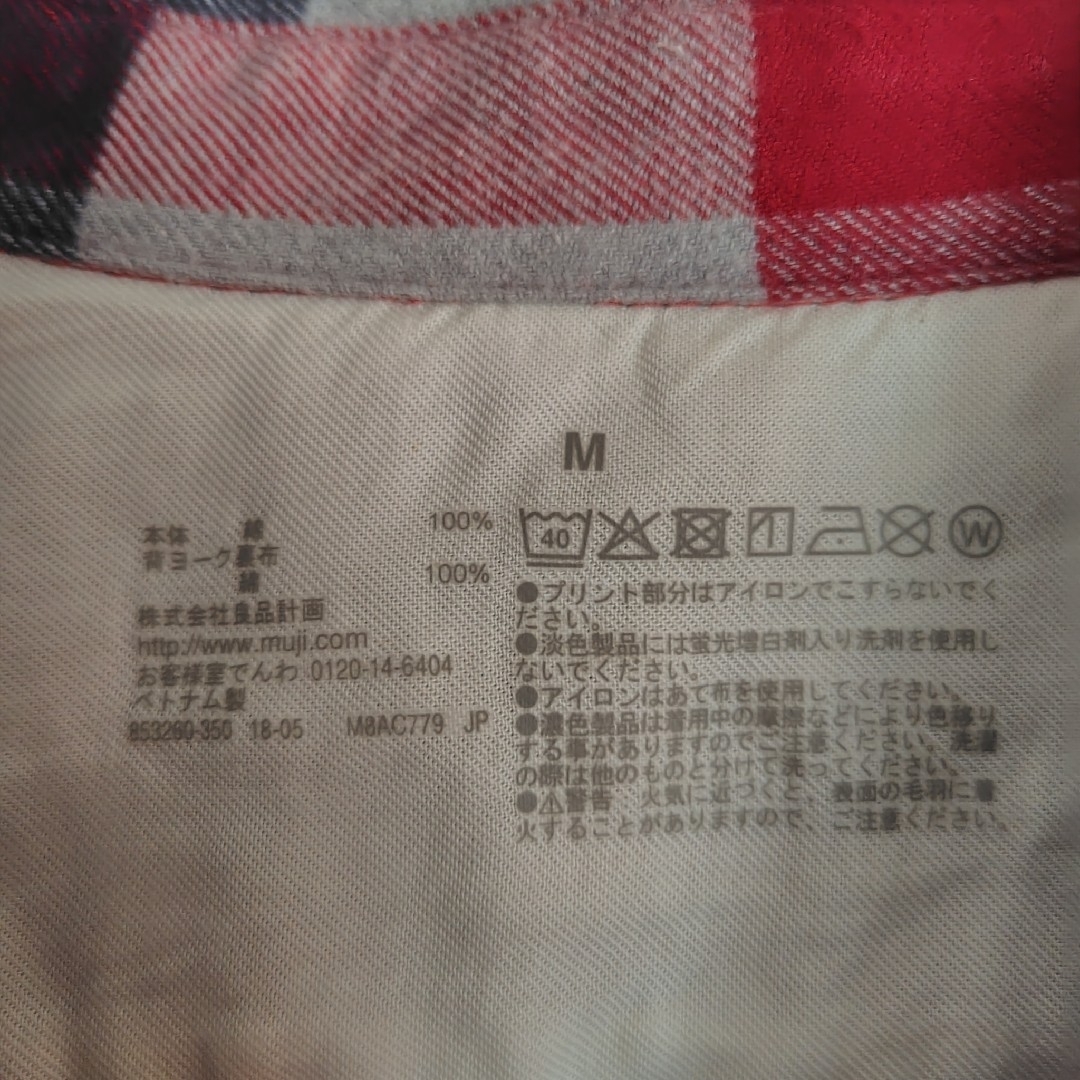 M
本体 綿 100%
背ヨーク裏布
綿 100%
株式会社良品計画
http://www.muji.com
お客様室でんわ 0120-14-6404
ベトナム製
853260-350 18-05 M8AC779 JP
40
W
●プリント部分はアイロンでこすらないでく
ださい。
●淡色製品には蛍光増白剤入り洗剤を使用し
ないでください。
●アイロンはあて布を使用してください。
●濃色製品は着用中の摩擦などにより色移り
する事がありますのでご注意ください。洗濯
の際は他のものと分けて洗ってください。
●⚠警告 火気に近づくと、表面の毛羽に着
火することがありますので、ご注意ください。